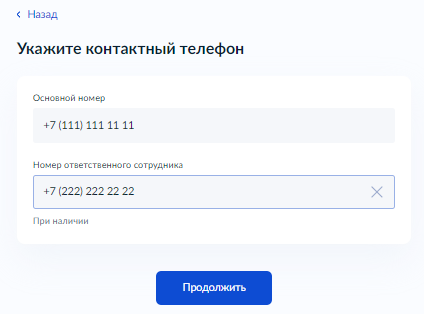 Назад
Укажите контактный телефон
Основной номер
+7 (111) 111 11 11
Номер ответственного сотрудника
+7 (222) 222 22 22
При наличии
Продолжить